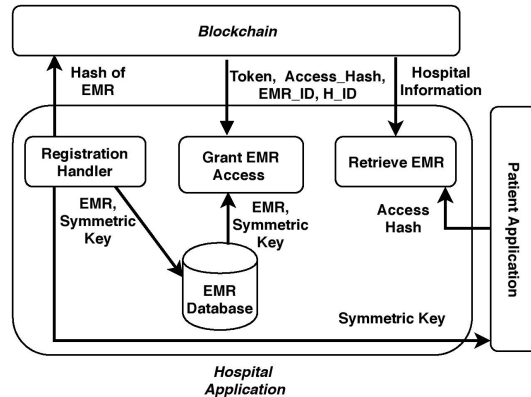 Blockchain
Hash of
EMR
Token, Access_Hash,
EMR_ID, H_ID
Hospital
Information
Registration
Handler
Grant EMR
Access
Retrieve EMR
EMR,
Symmetric
Key
EMR,
Symmetric
Key
Access
Hash
Patient Application
EMR
Database
Symmetric Key
Hospital
Application